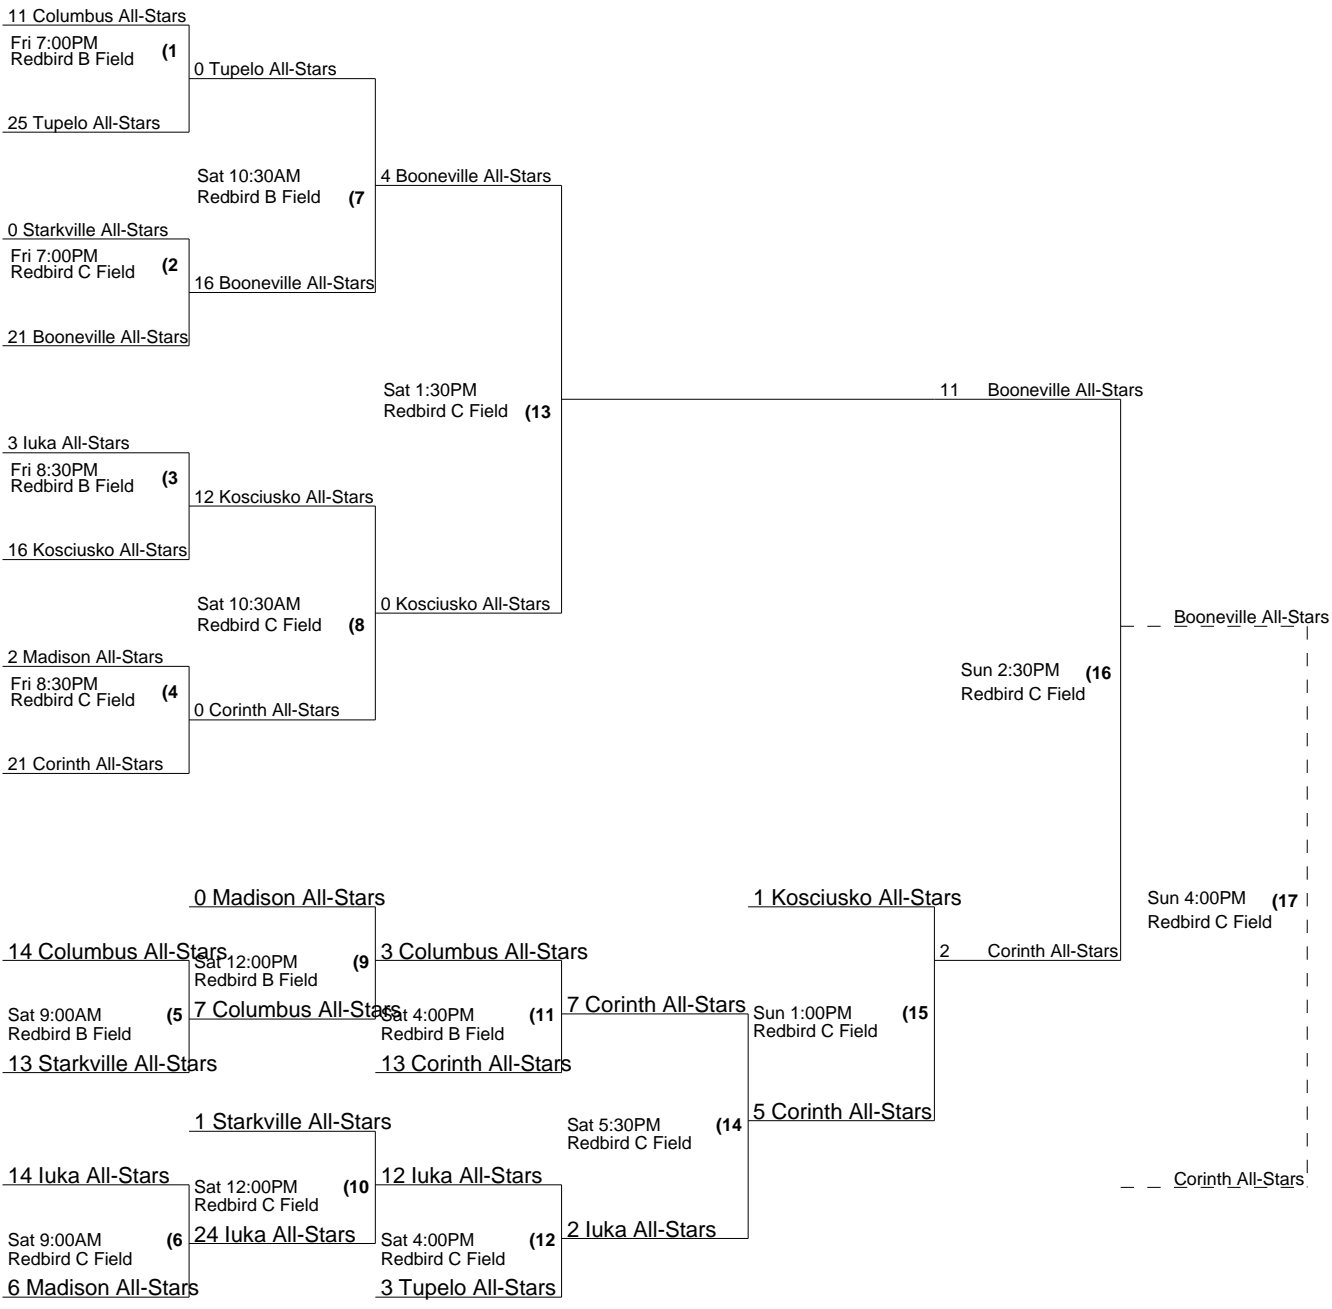 11 Columbus All-Stars
Fri 7:00PM
Redbird B Field (1
0 Tupelo All-Stars
25 Tupelo All-Stars
Sat 10:30AM
Redbird B Field (7
4 Booneville All-Stars
0 Starkville All-Stars
Fri 7:00PM
Redbird C Field (2
16 Booneville All-Stars
21 Booneville All-Stars
Sat 1:30PM
Redbird C Field (13
11 Booneville All-Stars
3 Iuka All-Stars
Fri 8:30PM
Redbird B Field (3
12 Kosciusko All-Stars
16 Kosciusko All-Stars
Sat 10:30AM
Redbird C Field (8
0 Kosciusko All-Stars
Booneville All-Stars
2 Madison All-Stars
Fri 8:30PM
Redbird C Field (4
0 Corinth All-Stars
Sun 2:30PM (16
Redbird C Field
21 Corinth All-Stars
0 Madison All-Stars
1 Kosciusko All-Stars
Sun 4:00PM (17
Redbird C Field
14 Columbus All-Stars
Sat 12:00PM (9
Redbird B Field
3 Columbus All-Stars
2 Corinth All-Stars
Sat 9:00AM (5
Redbird B Field
7 Columbus All-Stars
Sat 4:00PM (11
Redbird B Field
7 Corinth All-Stars
Sun 1:00PM (15
Redbird C Field
13 Starkville All-Stars
13 Corinth All-Stars
1 Starkville All-Stars
Sat 5:30PM (14
Redbird C Field
5 Corinth All-Stars
14 Iuka All-Stars
Sat 12:00PM (10
Redbird C Field
12 Iuka All-Stars
Corinth All-Stars
Sat 9:00AM (6
Redbird C Field
24 Iuka All-Stars
Sat 4:00PM (12
Redbird C Field
2 Iuka All-Stars
6 Madison All-Stars
3 Tupelo All-Stars